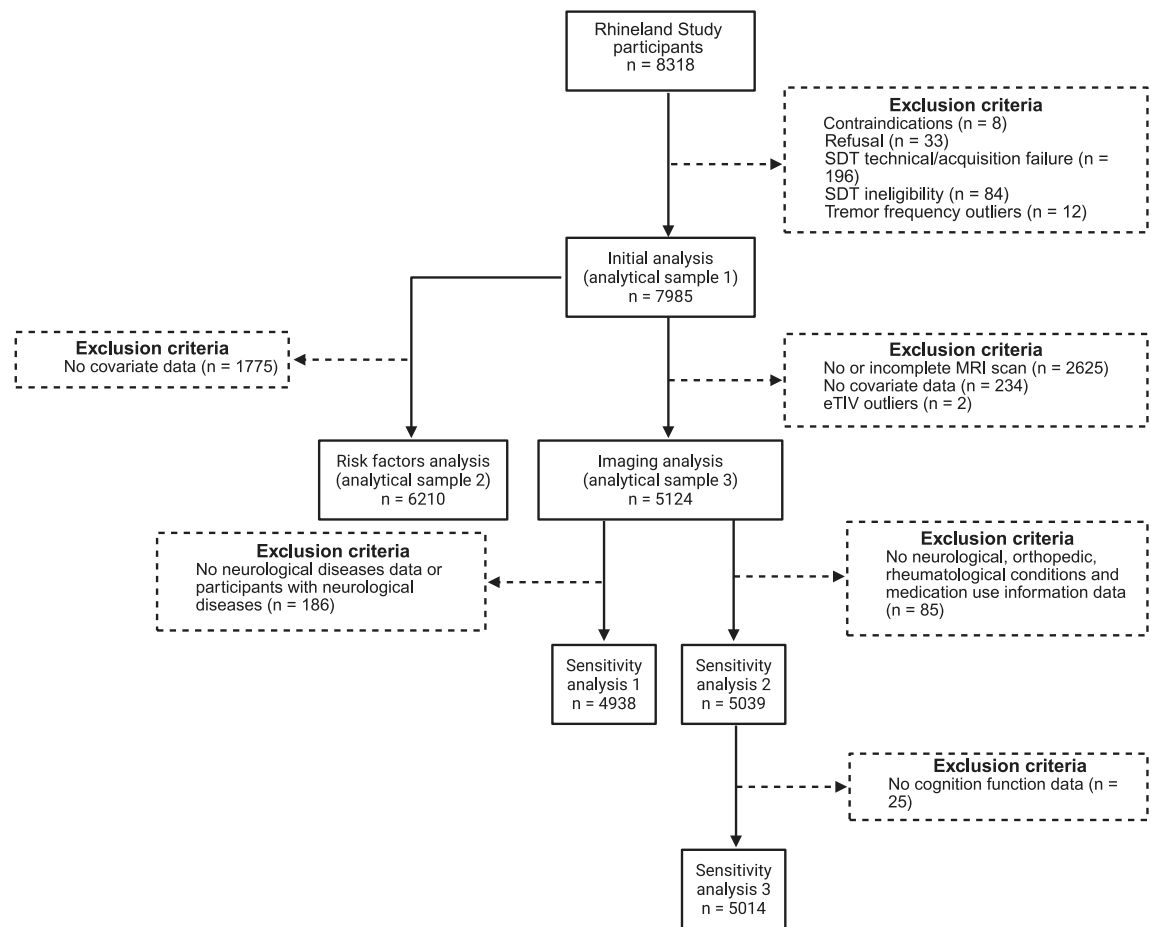 Rhineland Study
participants
n = 8318
Exclusion criteria
Contraindications (n = 8)
Refusal (n = 33)
SDT technical/acquisition failure (n =
196)
SDT ineligibility (n = 84)
Tremor frequency outliers (n = 12)
Initial analysis
(analytical sample 1)
n = 7985
Exclusion criteria
No covariate data (n = 1775)
Exclusion criteria
No or incomplete MRI scan (n = 2625)
No covariate data (n = 234)
eTIV outliers (n = 2)
Risk factors analysis
(analytical sample 2)
n = 6210
Imaging analysis
(analytical sample 3)
n = 5124
Exclusion criteria
No neurological diseases data or
participants with neurological
diseases (n = 186)
Exclusion criteria
No neurological, orthopedic,
rheumatological conditions and
medication use information data
(n = 85)
Sensitivity
analysis 1
n = 4938
Sensitivity
analysis 2
n = 5039
Exclusion criteria
No cognition function data (n =
25)
Sensitivity
analysis 3
n = 5014